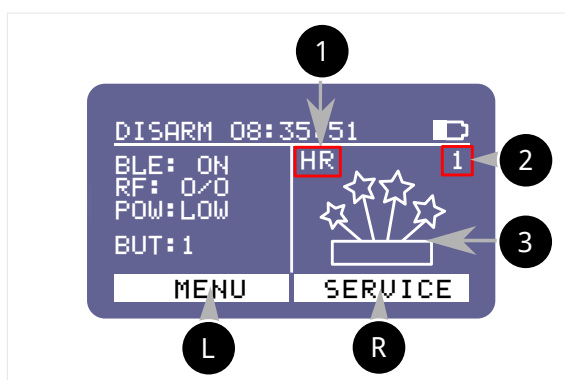 1
DISARM 08:35:51
HR
1
2
BLE: ON
RF: 0/0
POW:LOW
BUT:1
3
MENU
SERVICE
L
R